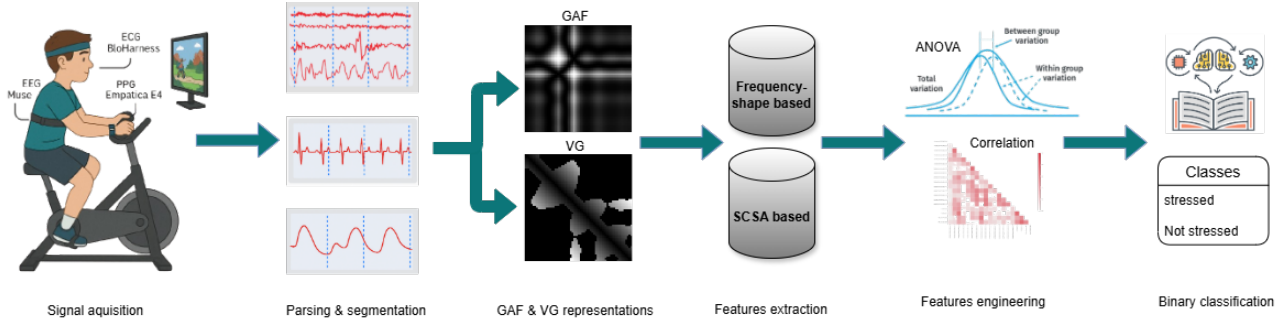 ECG
BioHarness
EEG
Muse
PPG
Empatica E4
GAF
VG
Frequency-
shape based
SCSA based
ANOVA
Between group
variation
Total
variation
Within group
variation
Correlation
Classes
stressed
Not stressed
Signal aquisition
Parsing & segmentation
GAF & VG representations
Features extraction
Features engineering
Binary classification